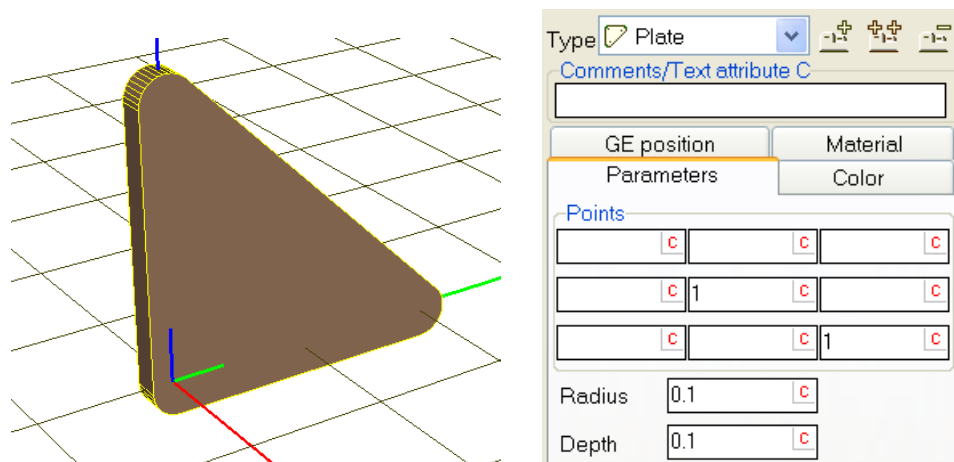 Type Plate
Comments/Text attribute C
GE position Material
Parameters Color
Points
C C C
C 1 C C
C C 1 C
Radius 0.1 C
Depth 0.1 C